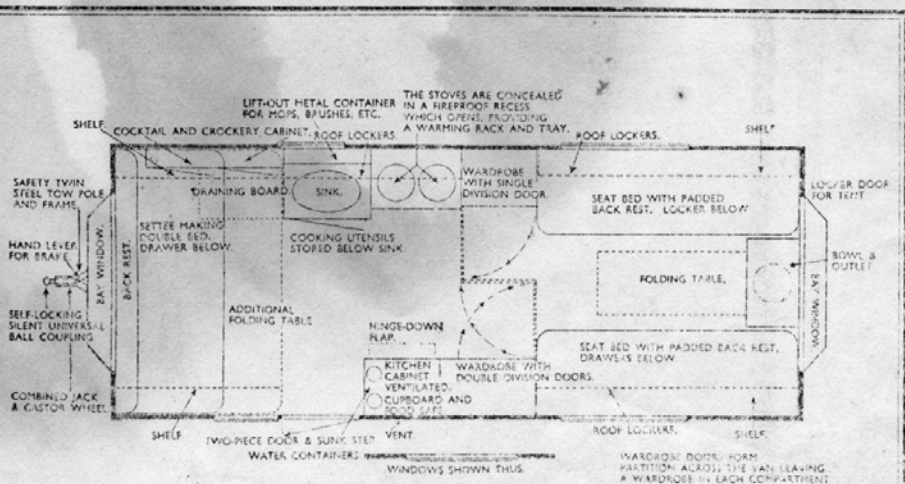 LIFT-OUT METAL CONTAINER
FOR MOPS, BRUSHES, ETC.
THE STOVES ARE CONCEALED
IN A FIREPROOF RECESS
WHICH OPENS, PROVIDING
A WARMING RACK AND TRAY.
SHELF.
COCKTAIL AND CROCKERY CABINET.
ROOF LOCKERS.
ROOF LOCKERS.
SHELF
SAFETY TWIN
STEEL TOW POLE
AND FRAME.
HAND LEVER
FOR BRAKE.
SELF-LOCKING
SILENT UNIVERSAL
BALL COUPLING
COMBINED JACK
& CASTOR WHEEL
BAY WINDOW.
BACK REST.
SETTEE MAKING
DOUBLE BED.
DRAWER BELOW.
DRAINING BOARD.
SINK.
COOKING UTENSILS
STORED BELOW SINK.
WARDROBE
WITH SINGLE
DIVISION DOOR.
SEAT BED WITH PADDED
BACK REST. LOCKER BELOW
LOCKER DOOR
FOR TENT
BOWL &
OUTLET
BAY WINDOW.
FOLDING TABLE.
ADDITIONAL
FOLDING TABLE
HINGE-DOWN
FLAP.
KITCHEN
CABINET
VENTILATED.
CUPBOARD AND
FOOD SAFE
WARDROBE WITH
DOUBLE DIVISION DOORS.
SEAT BED WITH PADDED BACK REST,
DRAWERS BELOW
SHELF
TWO-PIECE DOOR & SUNK STEP
VENT.
WATER CONTAINERS
WINDOWS SHOWN THUS.
ROOF LOCKERS.
SHELF.
WARDROBE DOORS FORM
PARTITION ACROSS THE VAN LEAVING
A WARDROBE IN EACH COMPARTMENT